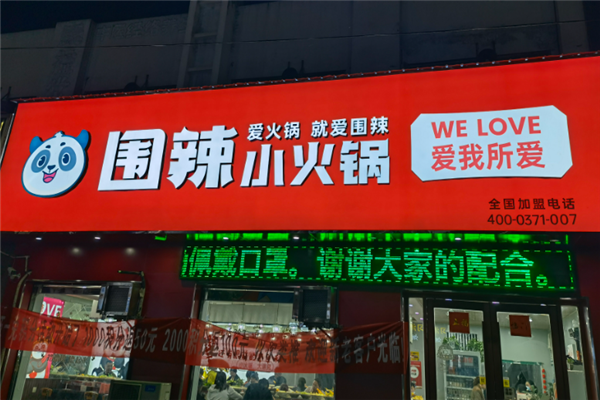 围辣
爱火锅 就爱围辣
小火锅
WE LOVE
爱我所爱
全国加盟电话
400-0371-007
佩戴口罩。谢谢大家的配合。